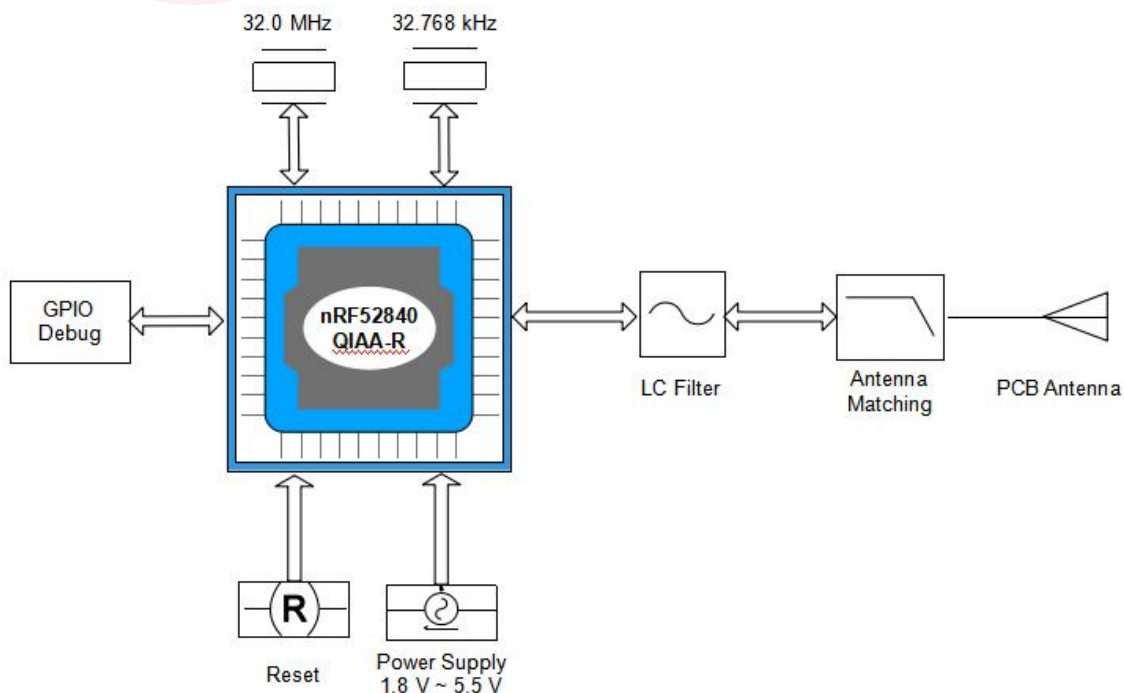 32.0 MHz
32.768 kHz
GPIO
Debug
nRF52840
QIAA-R
LC Filter
Antenna
Matching
PCB Antenna
R
Reset
Power Supply
1.8 V ~ 5.5 V